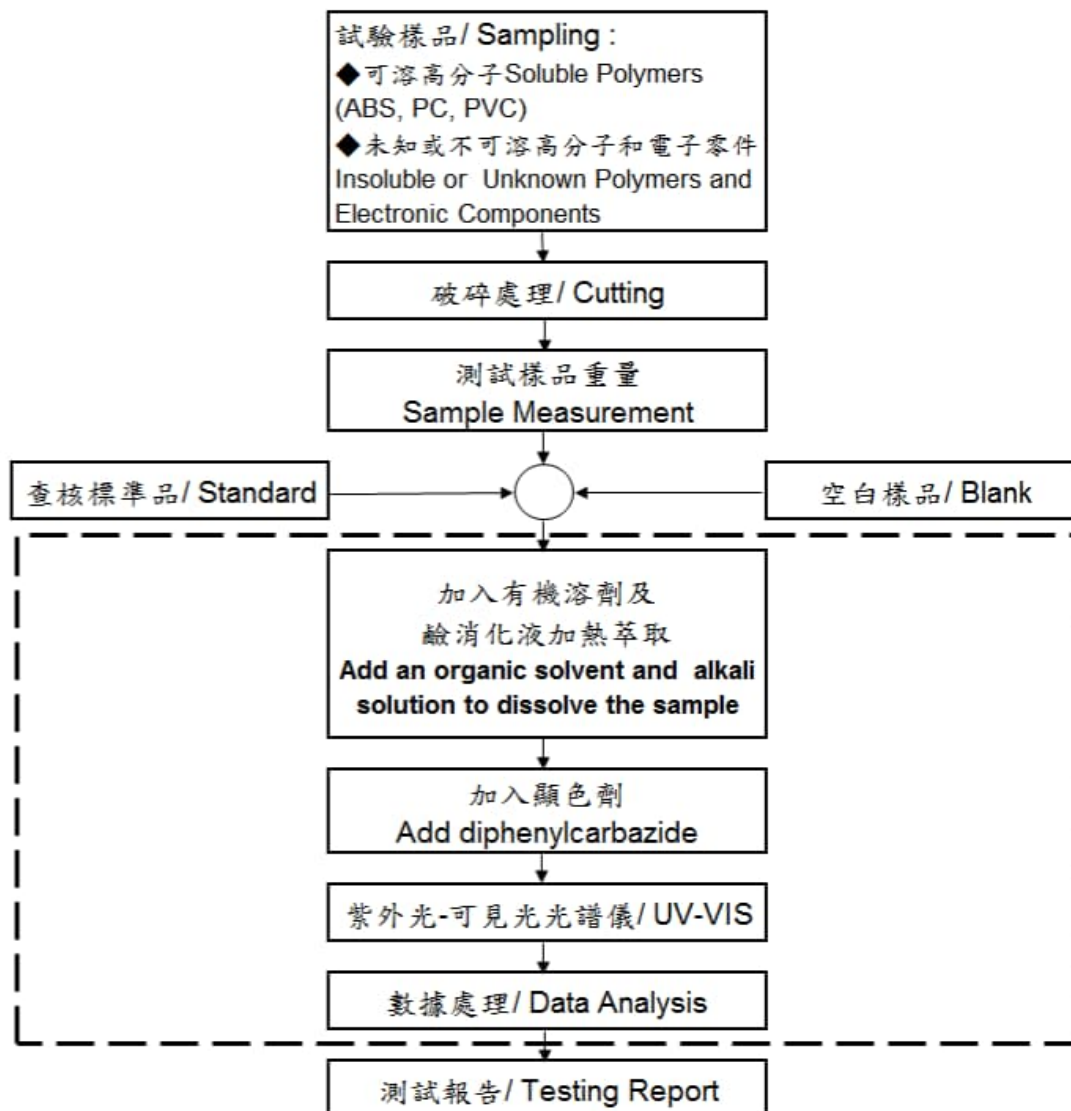 試驗樣品/ Sampling :
◆可溶高分子Soluble Polymers
(ABS, PC, PVC)
◆未知或不可溶高分子和電子零件
Insoluble or Unknown Polymers and
Electronic Components
破碎處理/ Cutting
測試樣品重量
Sample Measurement
查核標準品/ Standard
空白樣品/ Blank
加入有機溶劑及
鹼消化液加熱萃取
Add an organic solvent and alkali
solution to dissolve the sample
加入顯色劑
Add diphenylcarbazide
紫外光-可見光光譜儀/ UV-VIS
數據處理/ Data Analysis
測試報告/ Testing Report